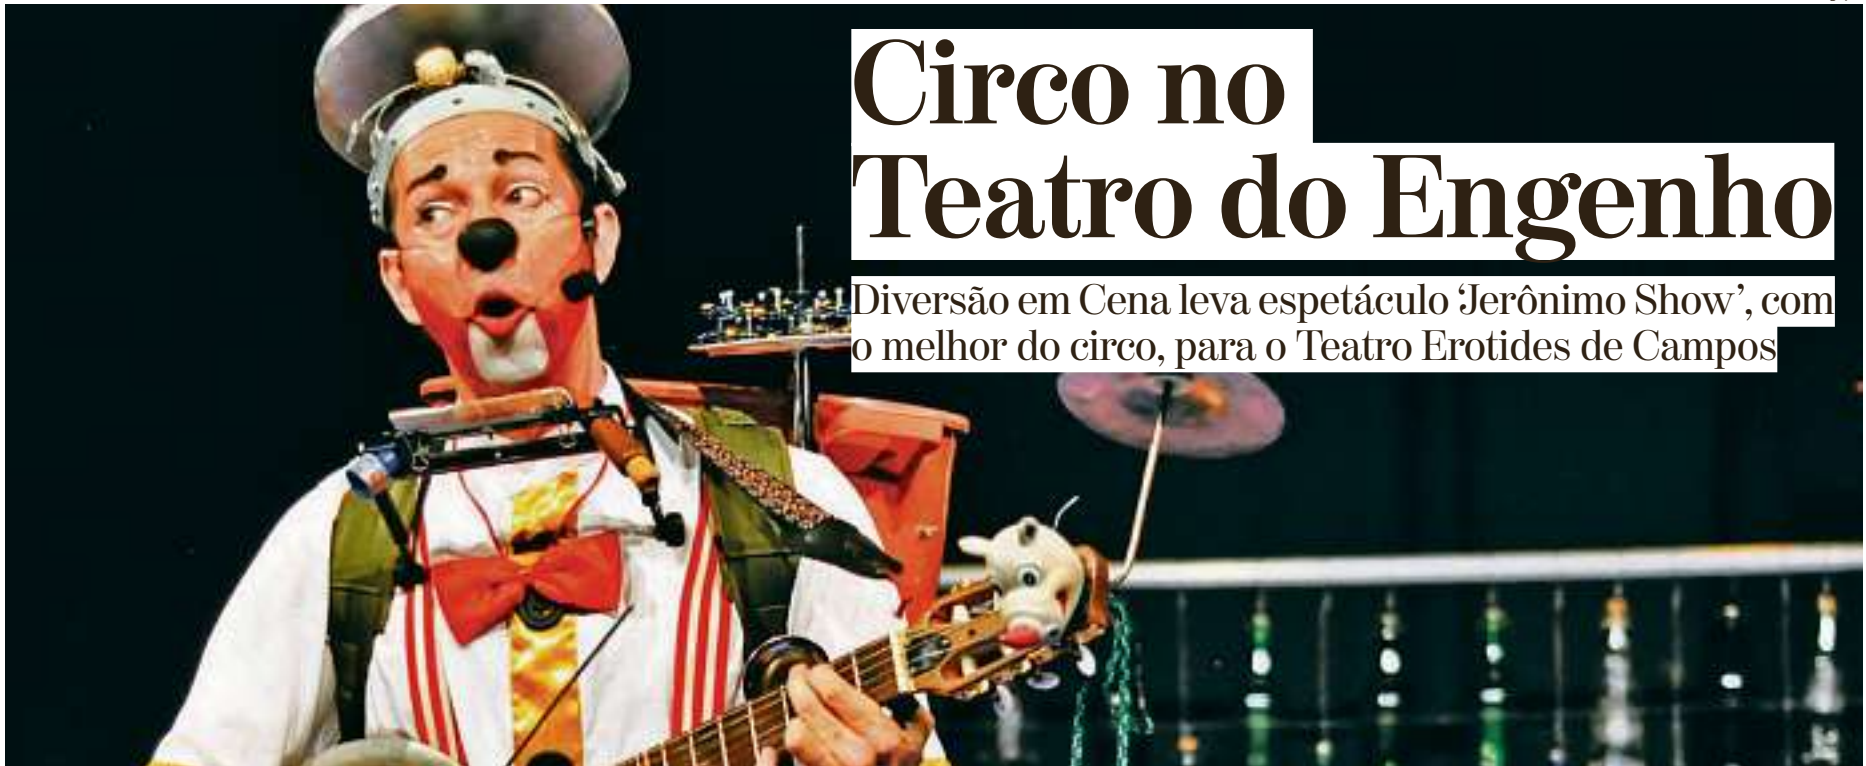 Circo no
Teatro do Engenho
Diversão em Cena leva espetáculo ‘Jerônimo Show’, com
o melhor do circo, para o Teatro Erotides de Campos